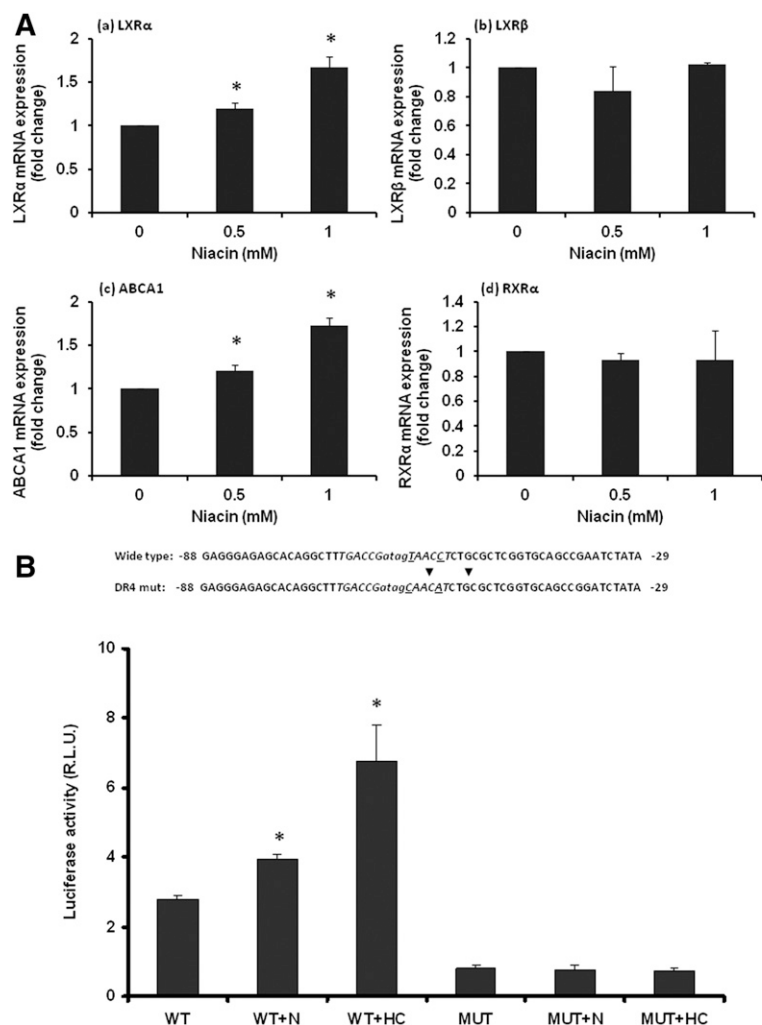 A
(a) LXRα
LXRα mRNA expression
(fold change)
2
1.5
1
0.5
0
*
*
0
0.5
1
Niacin (mM)
(b) LXRβ
LXRβ mRNA expression
(fold change)
1.2
1
0.8
0.6
0.4
0.2
0
0
0.5
1
Niacin (mM)
(c) ABCA1
ABCA1 mRNA expression
(fold change)
2
1.5
1
0.5
0
*
*
0
0.5
1
Niacin (mM)
(d) RXRα
RXRα mRNA expression
(fold change)
1.4
1.2
1
0.8
0.6
0.4
0.2
0
0
0.5
1
Niacin (mM)
B
Wide type: -88 GAGGGAGAGCACAGGCTTTGACCGatagTAACCTCTGCGCTCGGTGCAGCCGAATCTATA -29
DR4 mut: -88 GAGGGAGAGCACAGGCTTTGACCGatagCAACATCTGCGCTCGGTGCAGCCGGATCTATA -29
Luciferase activity (R.L.U.)
10
8
6
4
2
0
*
*
WT
WT+N
WT+HC
MUT
MUT+N
MUT+HC